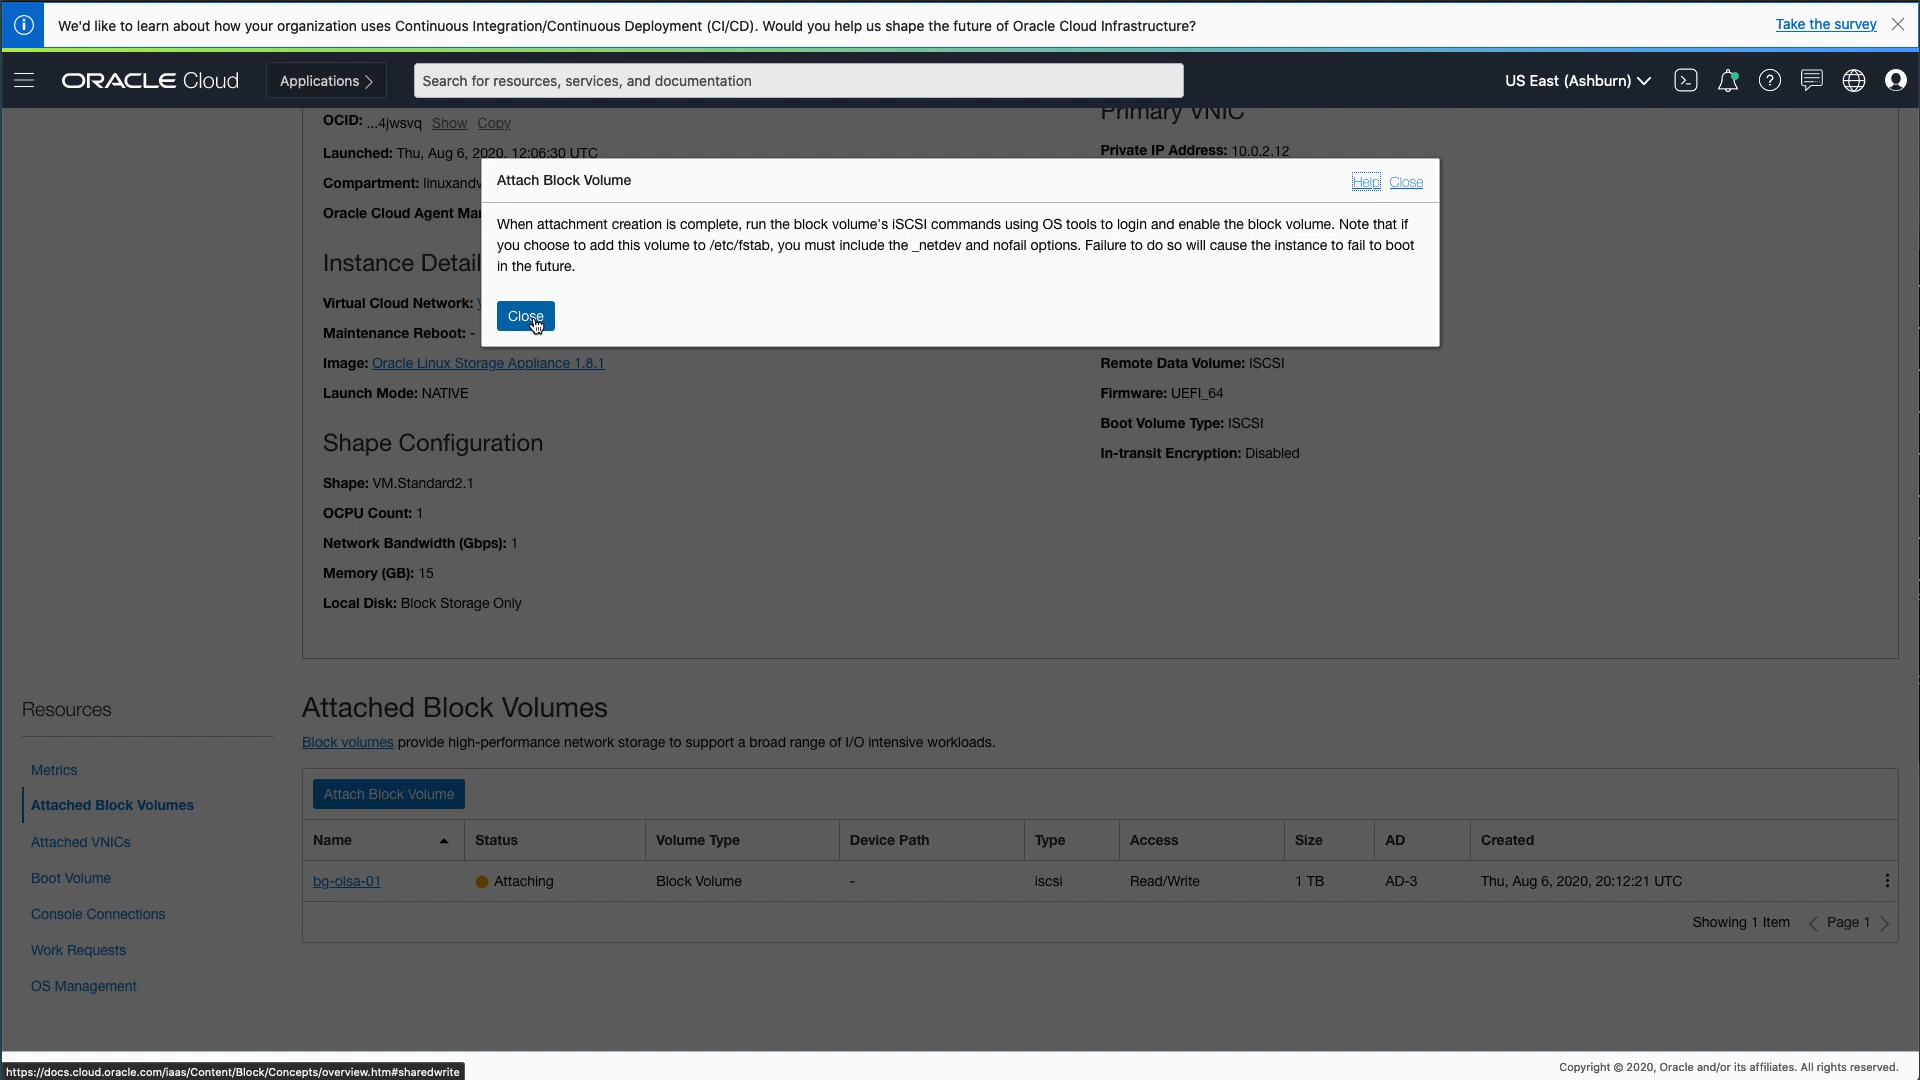 We'd like to learn about how your organization uses Continuous Integration/Continuous Deployment (CI/CD). Would you help us shape the future of Oracle Cloud Infrastructure?
Take the survey
ORACLE Cloud
Applications
Search for resources, services, and documentation
US East (Ashburn)
OCID: ...4jwsvq Show Copy
Primary VNIC
Launched: Thu, Aug 6, 2020, 12:06:30 UTC
Private IP Address: 10.0.2.12
Compartment:
Oracle Cloud Agent
Attach Block Volume
Help Close
When attachment creation is complete, run the block volume's iSCSI commands using OS tools to login and enable the block volume. Note that if
you choose to add this volume to /etc/fstab, you must include the _netdev and nofail options. Failure to do so will cause the instance to fail to boot
in the future.
Close
Instance Detail
Virtual Cloud Network:
Maintenance Reboot: -
Image: Oracle Linux Storage Appliance 1.8.1
Launch Mode: NATIVE
Remote Data Volume: ISCSI
Firmware: UEFI_64
Boot Volume Type: ISCSI
In-transit Encryption: Disabled
Shape Configuration
Shape: VM.Standard2.1
OCPU Count: 1
Network Bandwidth (Gbps): 1
Memory (GB): 15
Local Disk: Block Storage Only
Resources
Metrics
Attached Block Volumes
Attached VNICs
Boot Volume
Console Connections
Work Requests
OS Management
Attached Block Volumes
Block volumes provide high-performance network storage to support a broad range of I/O intensive workloads.
Attach Block Volume
Name Status Volume Type Device Path Type Access Size AD Created
bg-olsa-01 Attaching Block Volume - iscsi Read/Write 1 TB AD-3 Thu, Aug 6, 2020, 20:12:21 UTC
Showing 1 Item Page 1
https://docs.cloud.oracle.com/iaas/Content/Block/Concepts/overview.htm#sharedwrite
Copyright © 2020, Oracle and/or its affiliates. All rights reserved.